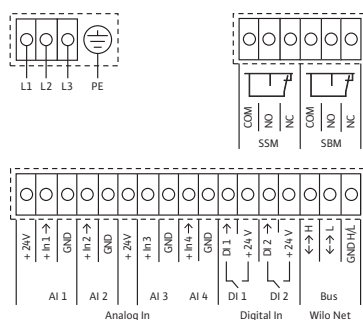 L1 L2 L3 PE
COM NO NC COM NO NC
SSM SBM
+ 24V + In1 → GND + In2 → GND + 24V + In3 GND + In4 → GND DI 1 → + 24 V DI 2 → + 24 V ↔ H ↔ L GND H/L
AI 1 AI 2 AI 3 AI 4 DI 1 DI 2 Bus
Analog In Digital In Wilo Net